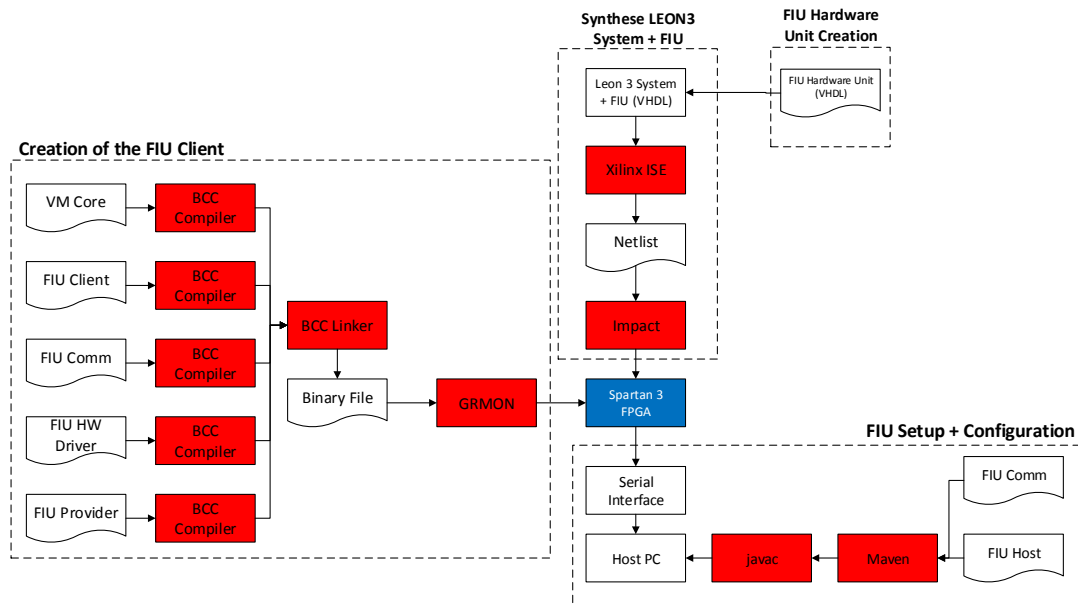 Synthese LEON3
System + FIU
FIU Hardware
Unit Creation
Leon 3 System
+ FIU (VHDL)
FIU Hardware Unit
(VHDL)
Xilinx ISE
Netlist
Impact
Creation of the FIU Client
VM Core
BCC
Compiler
FIU Client
BCC
Compiler
FIU Comm
BCC
Compiler
FIU HW
Driver
BCC
Compiler
FIU Provider
BCC
Compiler
BCC Linker
Binary File
GRMON
Spartan 3
FPGA
FIU Setup + Configuration
Serial
Interface
FIU Comm
Host PC
javac
Maven
FIU Host